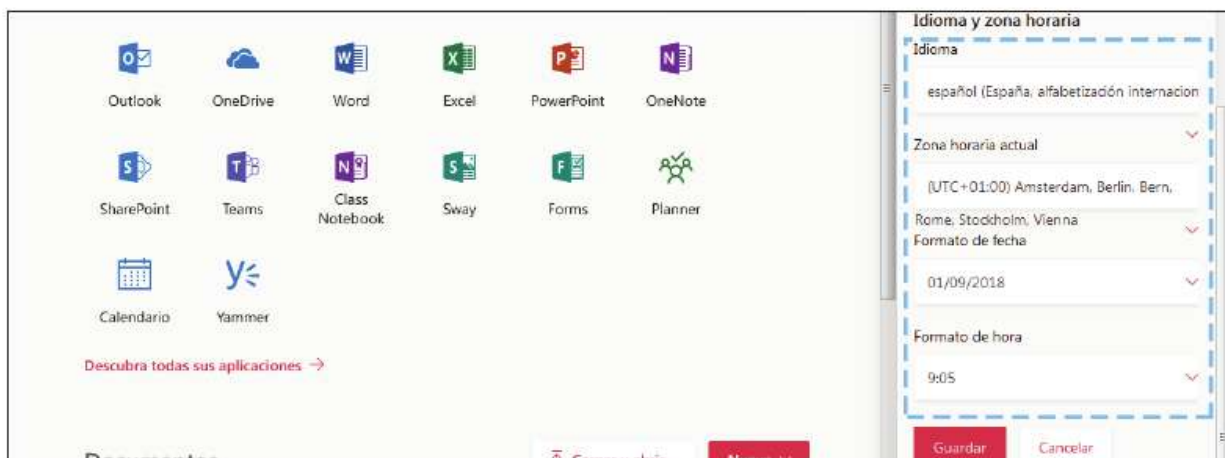 Outlook
OneDrive
Word
Excel
PowerPoint
OneNote
SharePoint
Teams
Class
Notebook
Sway
Forms
Planner
Calendario
Yammer
Descubra todas sus aplicaciones →
Idioma y zona horaria
Idioma
español (España, alfabetización internacion
Zona horaria actual
(UTC+01:00) Amsterdam, Berlin, Bern,
Rome, Stockholm, Vienna
Formato de fecha
01/09/2018
Formato de hora
9:05
Guardar
Cancelar